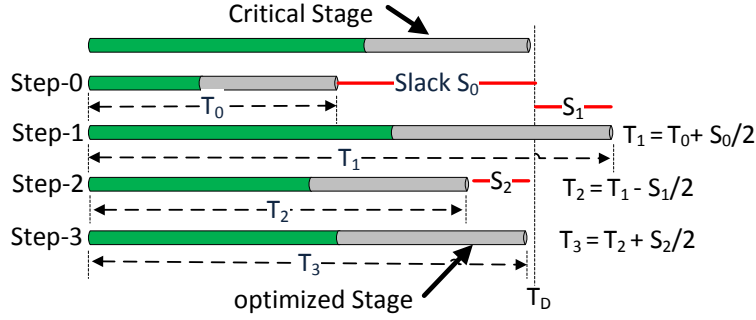 Critical Stage
Step-0
Slack S0
T0
S1
Step-1
T1 = T0+ S0/2
T1
Step-2
S2
T2 = T1 - S1/2
T2
Step-3
T3 = T2 + S2/2
T3
optimized Stage
TD